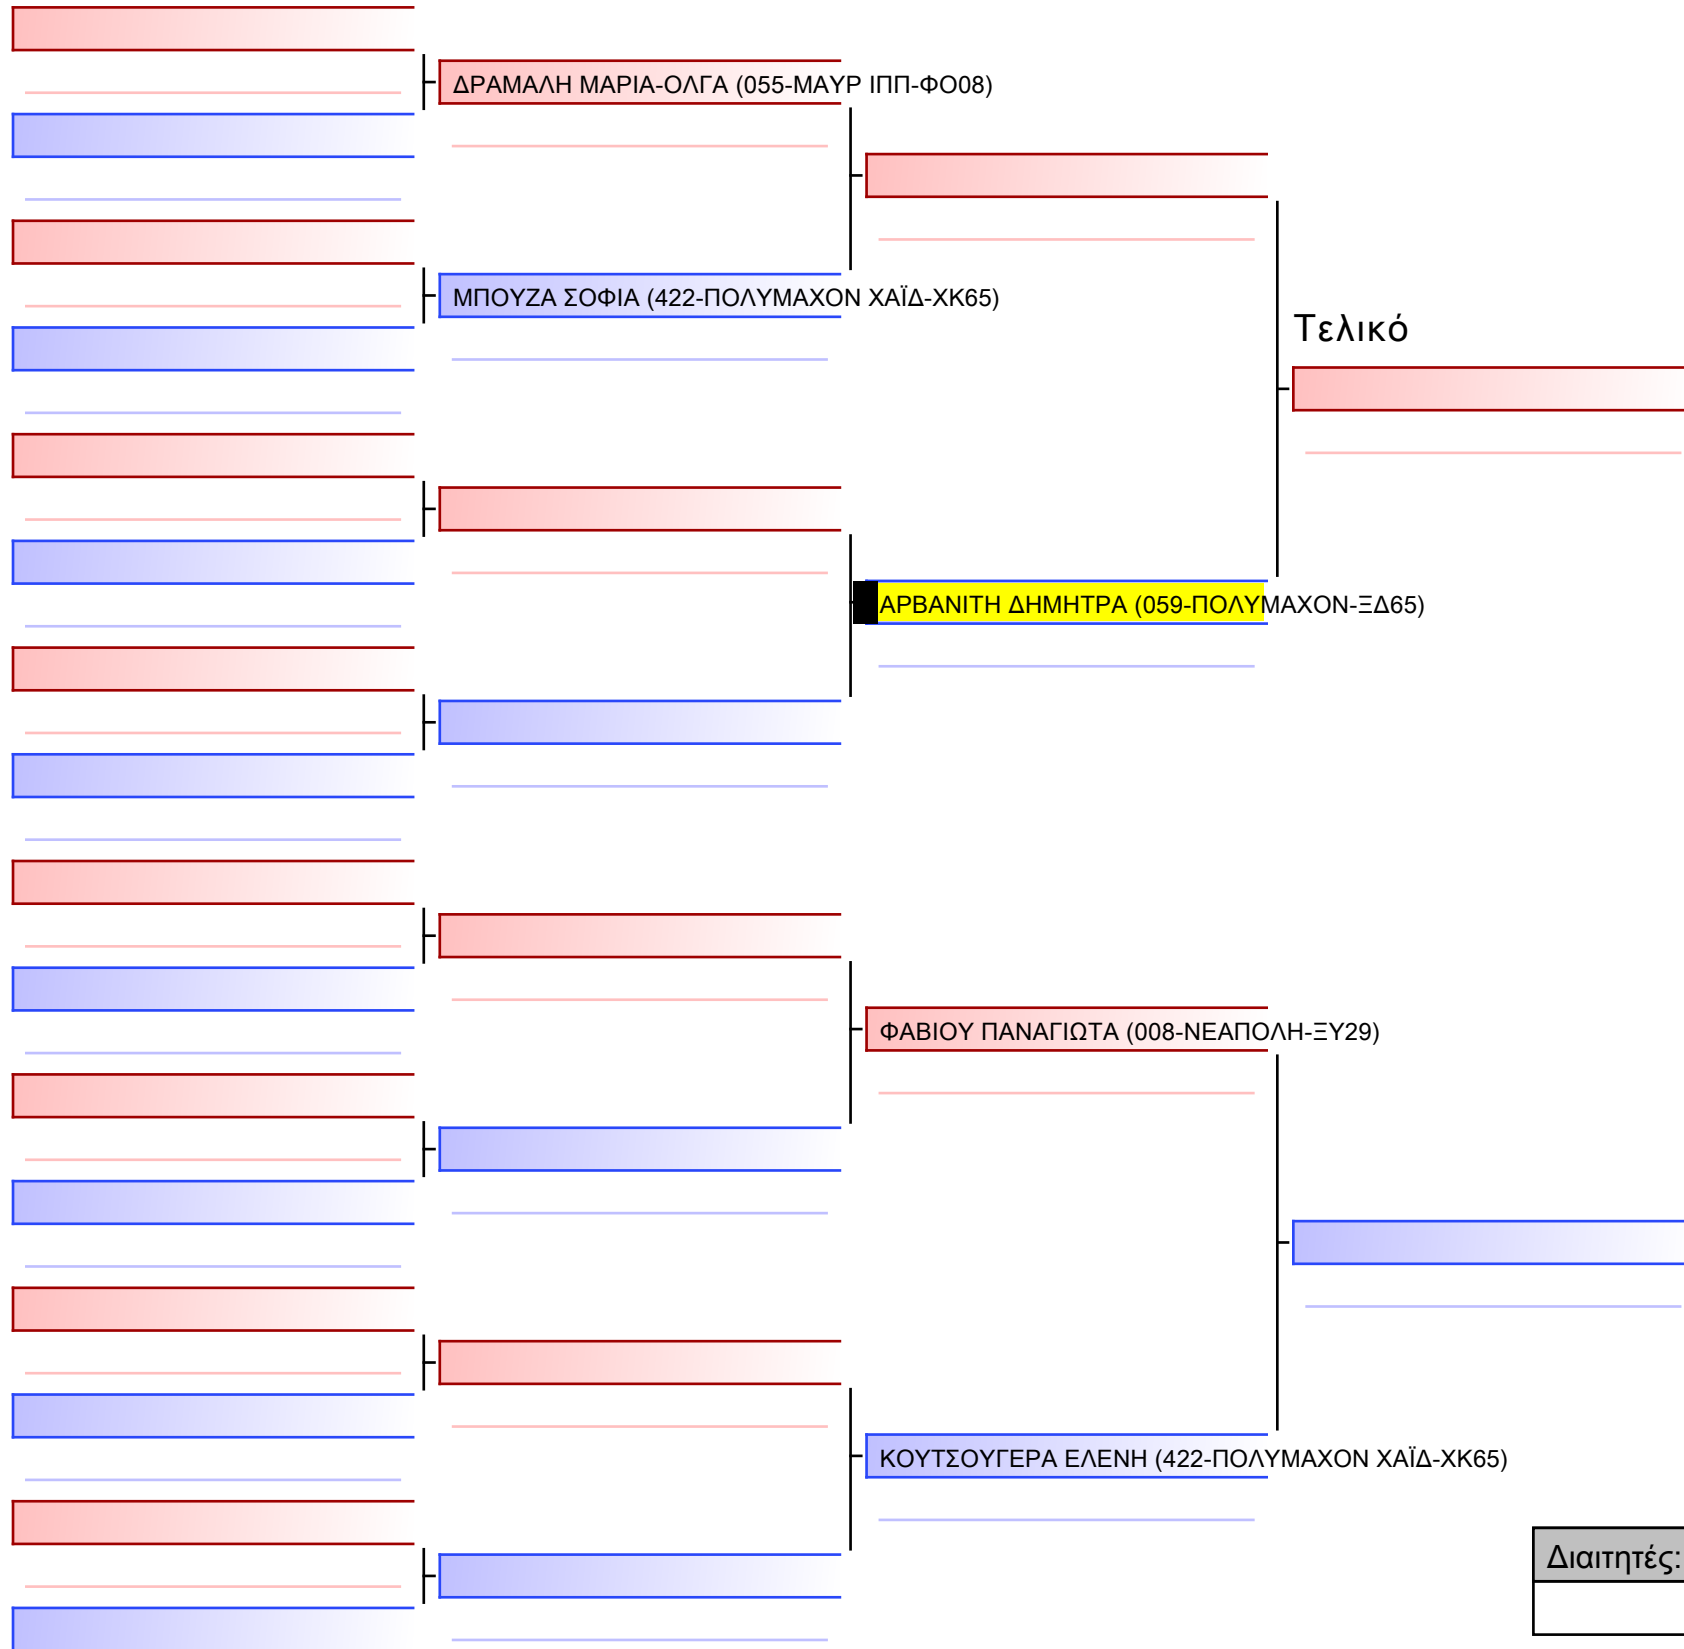 ΔΡΑΜΑΛΗ ΜΑΡΙΑ-ΟΛΓΑ (055-ΜΑΥΡ ΙΠΠ-ΦΟ08)
ΜΠΟΥΖΑ ΣΟΦΙΑ (422-ΠΟΛΥΜΑΧΟΝ ΧΑΪΔ-ΧΚ65)
Τελικό
ΑΡΒΑΝΙΤΗ ΔΗΜΗΤΡΑ (059-ΠΟΛΥΜΑΧΟΝ-ΞΔ65)
ΦΑΒΙΟΥ ΠΑΝΑΓΙΩΤΑ (008-ΝΕΑΠΟΛΗ-ΞΥ29)
ΚΟΥΤΣΟΥΓΕΡΑ ΕΛΕΝΗ (422-ΠΟΛΥΜΑΧΟΝ ΧΑΪΔ-ΧΚ65)
Διαιτητές: